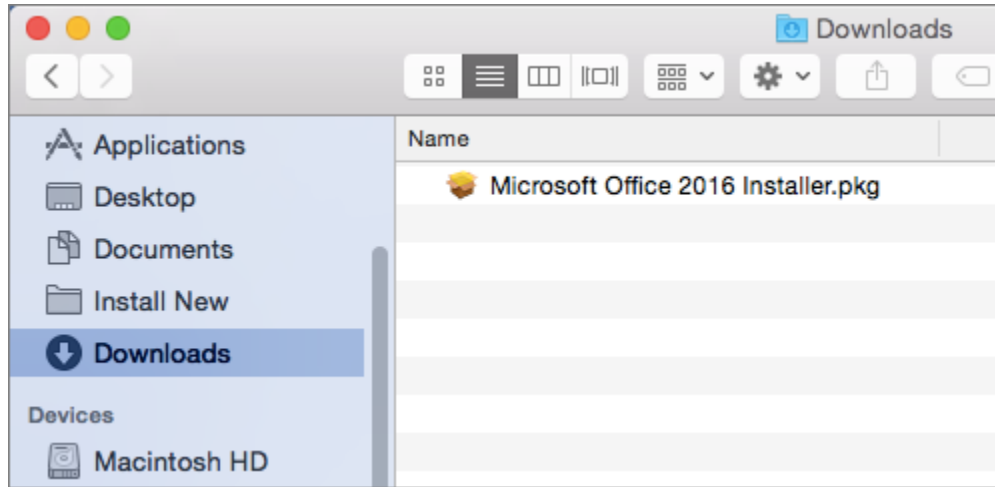 Downloads
Applications
Desktop
Documents
Install New
Downloads
Devices
Macintosh HD
Name
Microsoft Office 2016 Installer.pkg